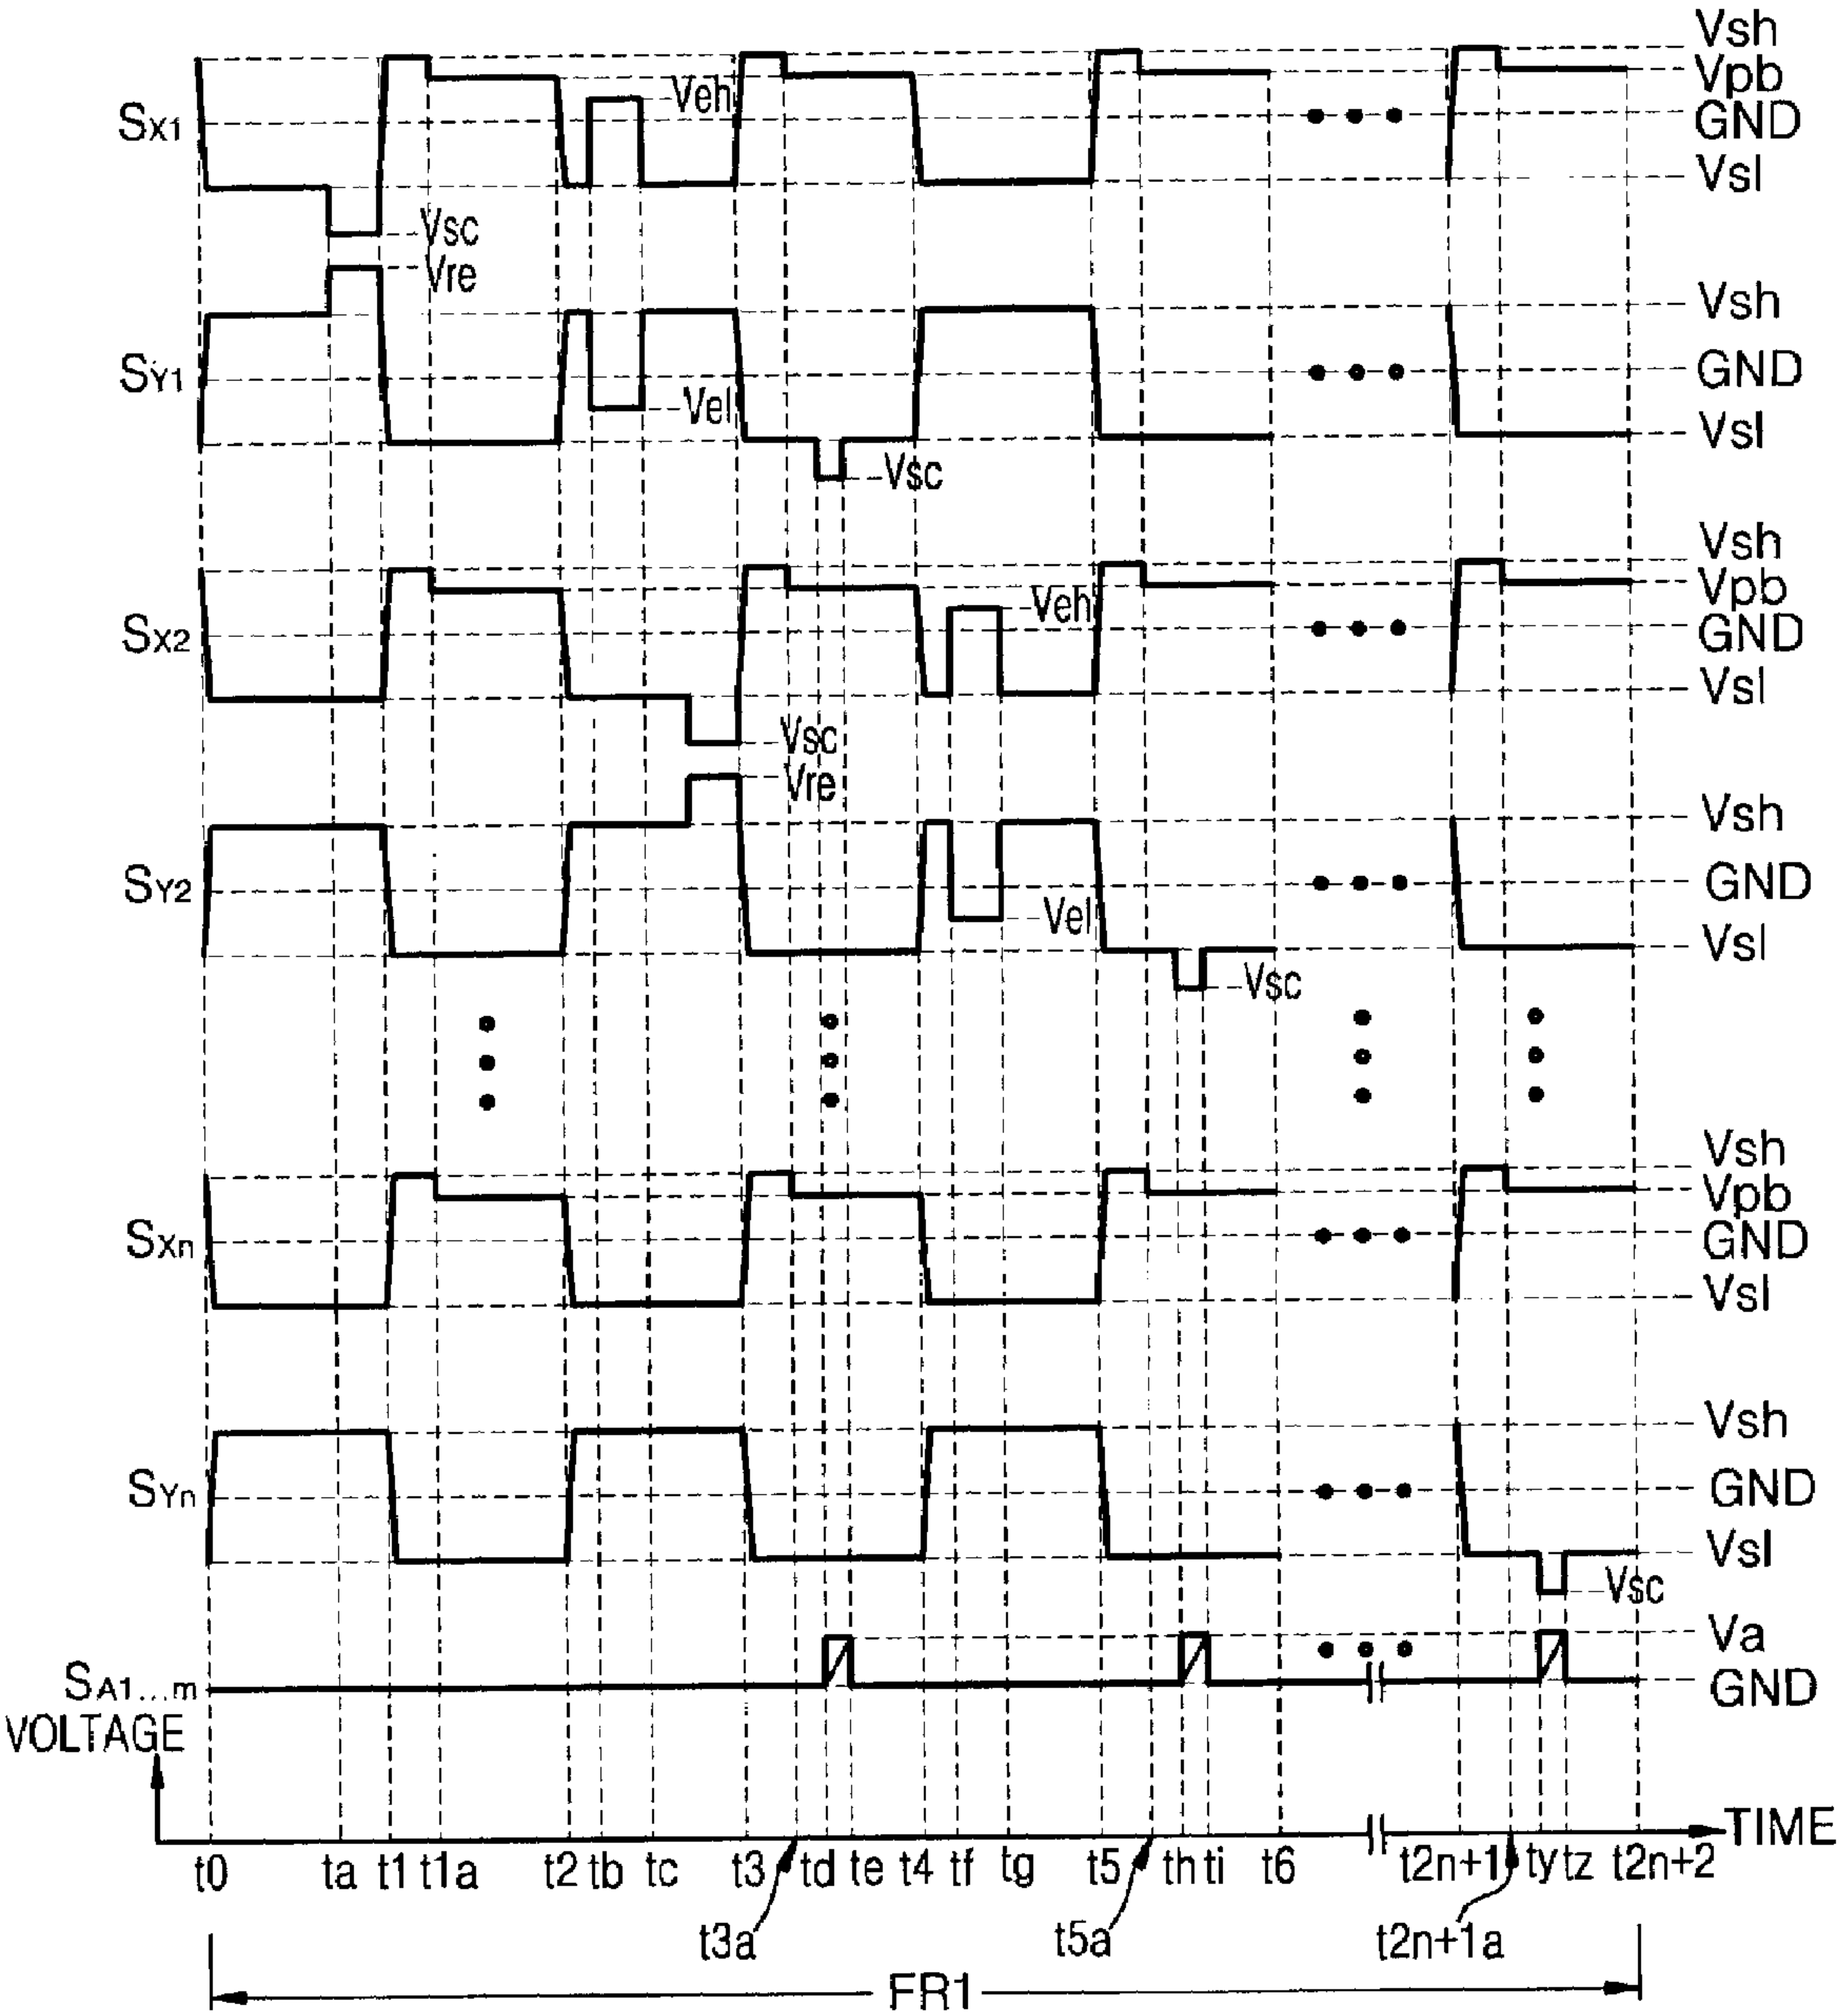 Vsh
Vpb
SX1
Veh
GND
Vsl
Vsc
Vre
Vsh
SY1
GND
Vel
Vsl
Vsc
Vsh
Vpb
SX2
Veh
GND
Vsl
Vsc
Vre
Vsh
SY2
GND
Vel
Vsl
Vsc
Vsh
Vpb
SXn
GND
Vsl
Vsh
SYn
GND
Vsl
Vsc
Va
SA1...m
GND
VOLTAGE
TIME
t0 ta t1 t1a t2 tb tc t3 td te t4 tf tg t5 th ti t6 t2n+1 ty tz t2n+2
t3a t5a t2n+1a
FR1